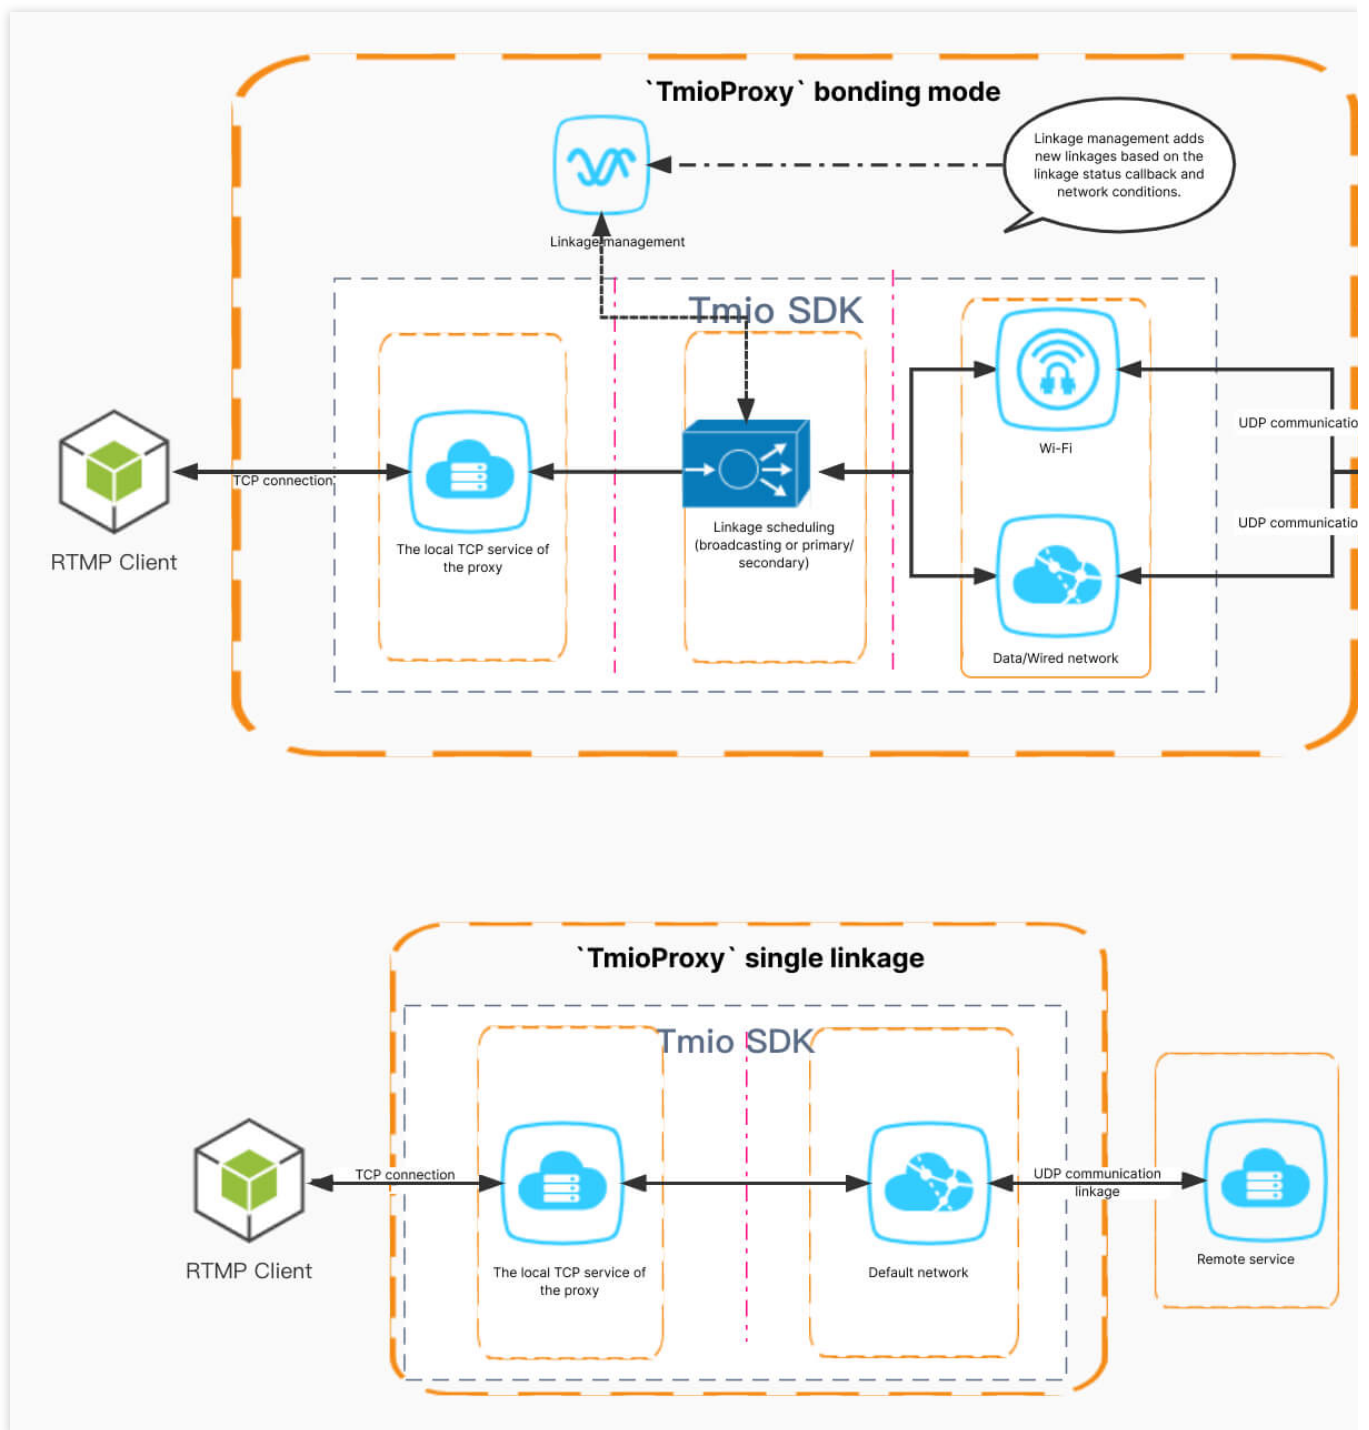 `TmioProxy` bonding mode
Linkage management adds
new linkages based on the
linkage status callback and
network conditions.
Linkage management
Tmio SDK
Wi-Fi
UDP communicatio
TCP connection
RTMP Client
The local TCP service of
the proxy
Linkage scheduling
(broadcasting or primary/
secondary)
UDP communicatio
Data/Wired network
`TmioProxy` single linkage
Tmio SDK
TCP connection
UDP communication
linkage
RTMP Client
The local TCP service of
the proxy
Default network
Remote service